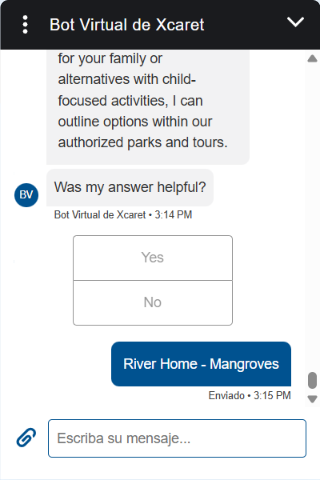 Bot Virtual de Xcaret
for your family or
alternatives with child-
focused activities, I can
outline options within our
authorized parks and tours.
BV
Was my answer helpful?
Bot Virtual de Xcaret • 3:14 PM
Yes
No
River Home - Mangroves
Enviado • 3:15 PM
Escriba su mensaje...